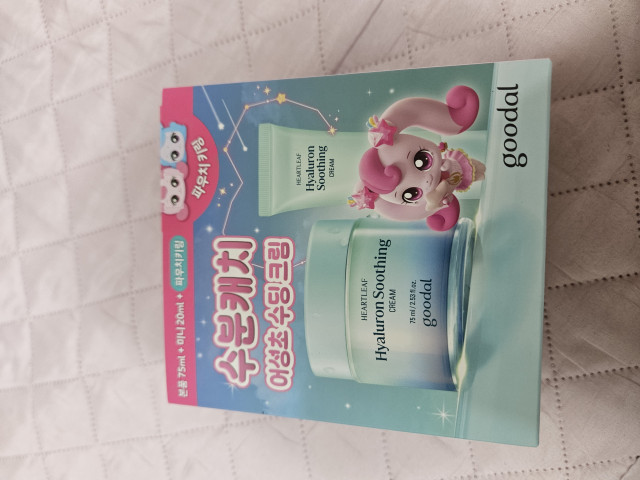 본품 75ml + 미니 20ml + 파우치키링
파우치 키링
수분캐치
어성초 수딩 크림
HEARTLEAF
Hyaluron
Soothing
CREAM
HEARTLEAF
Hyaluron Soothing
CREAM
75 ml / 2.53 fl.oz.
goodal
goodal